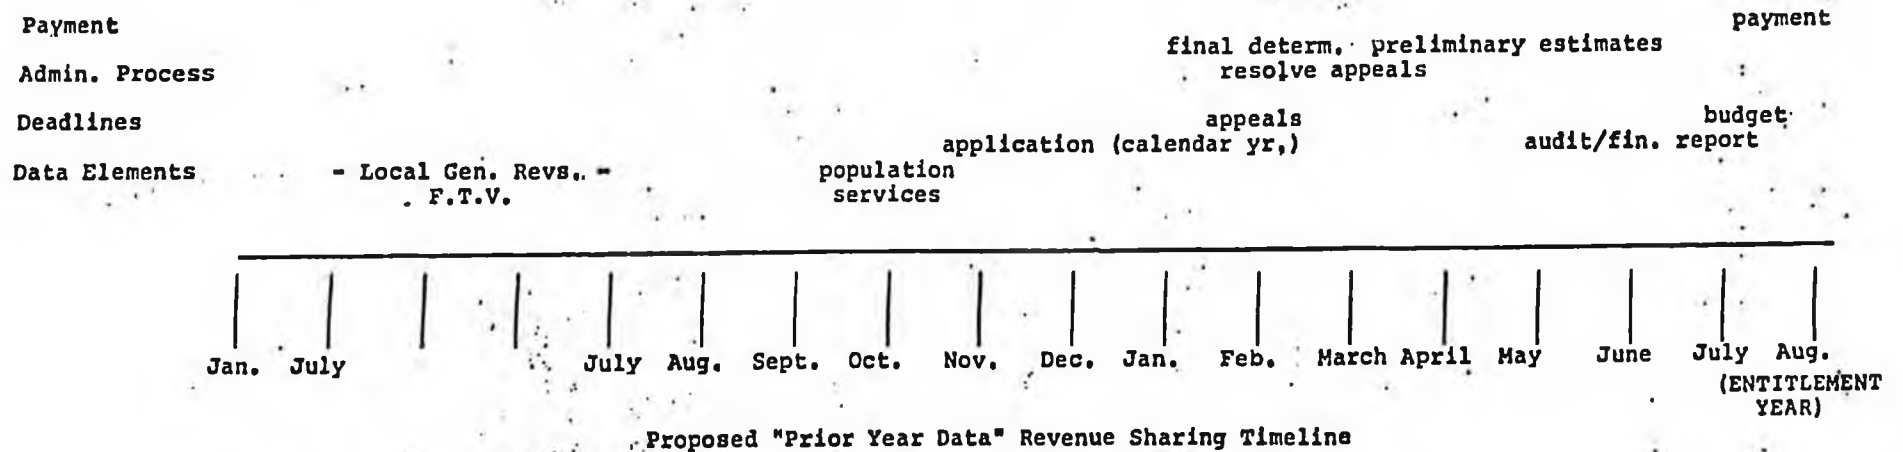 Payment payment
final determ. preliminary estimates
Admin. Process resolve appeals
Deadlines appeals budget
application (calendar yr.) audit/fin. report
Data Elements - Local Gen. Revs. - population
F.T.V. services
Jan. July July Aug. Sept. Oct. Nov. Dec. Jan. Feb. March April May June July Aug.
(ENTITLEMENT
YEAR)
Proposed "Prior Year Data" Revenue Sharing Timeline